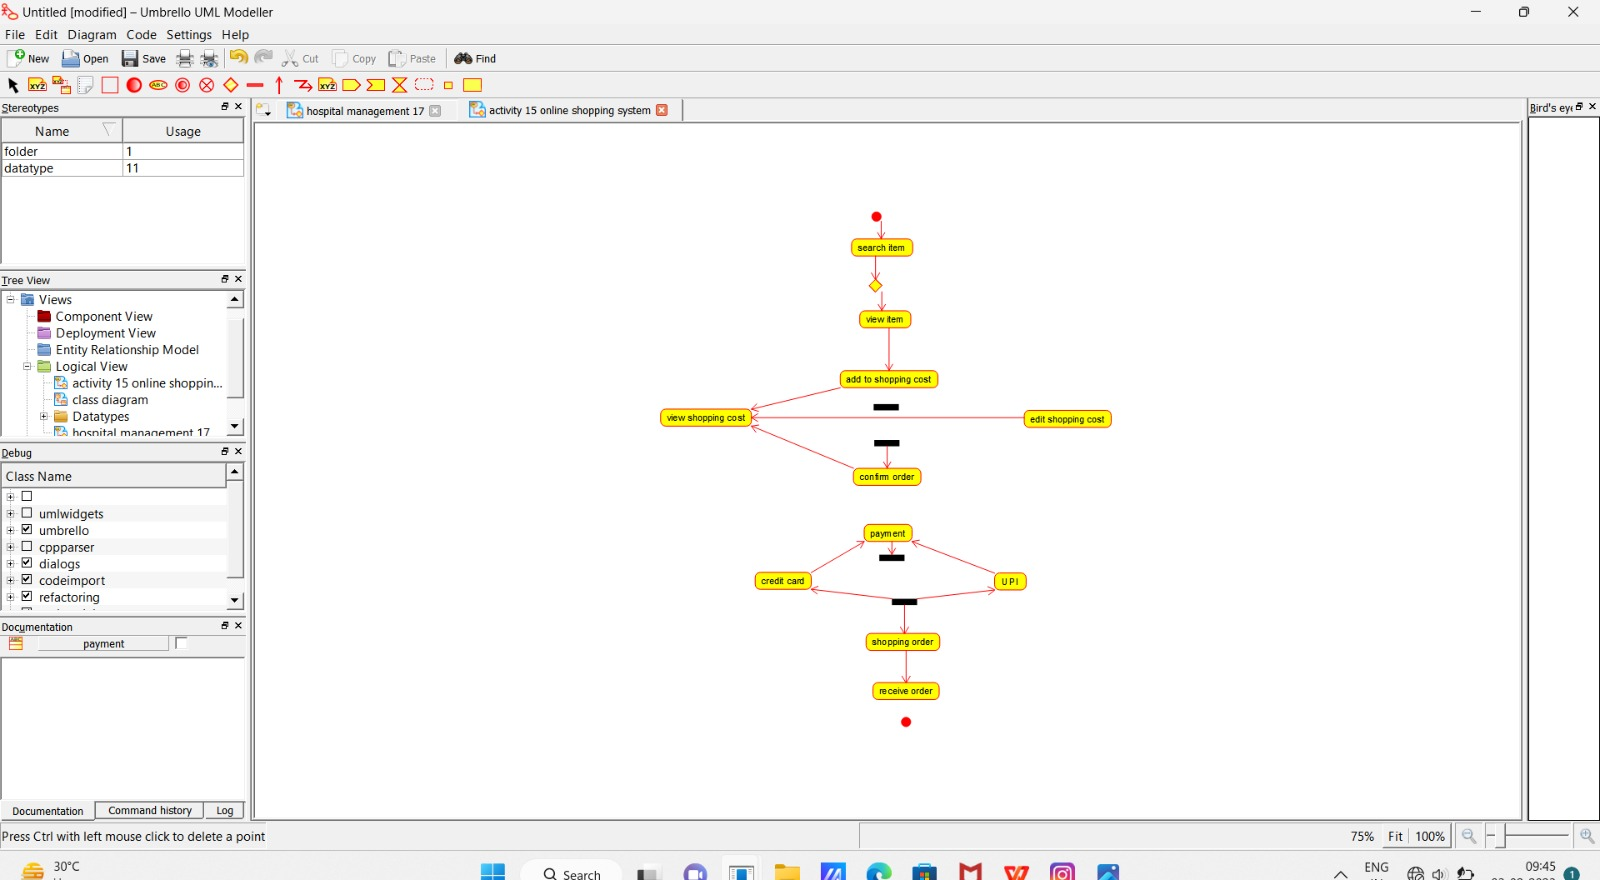 Untitled [modified] – Umbrello UML Modeller
File Edit Diagram Code Settings Help
New Open Save Cut Copy Paste Find
Stereotypes
Name Usage
folder 1
datatype 11
Tree View
Views
Component View
Deployment View
Entity Relationship Model
Logical View
activity 15 online shoppin...
class diagram
Datatypes
hospital management 17
Debug
Class Name
umlwidgets
umbrello
cppparser
dialogs
codeimport
refactoring
Documentation
payment
Documentation Command history Log
hospital management 17
activity 15 online shopping system
Bird's eye
search item
view item
add to shopping cost
view shopping cost
edit shopping cost
confirm order
payment
credit card
UPI
shopping order
receive order
Press Ctrl with left mouse click to delete a point
75% Fit 100%
30°C
Search
ENG
09:45
1